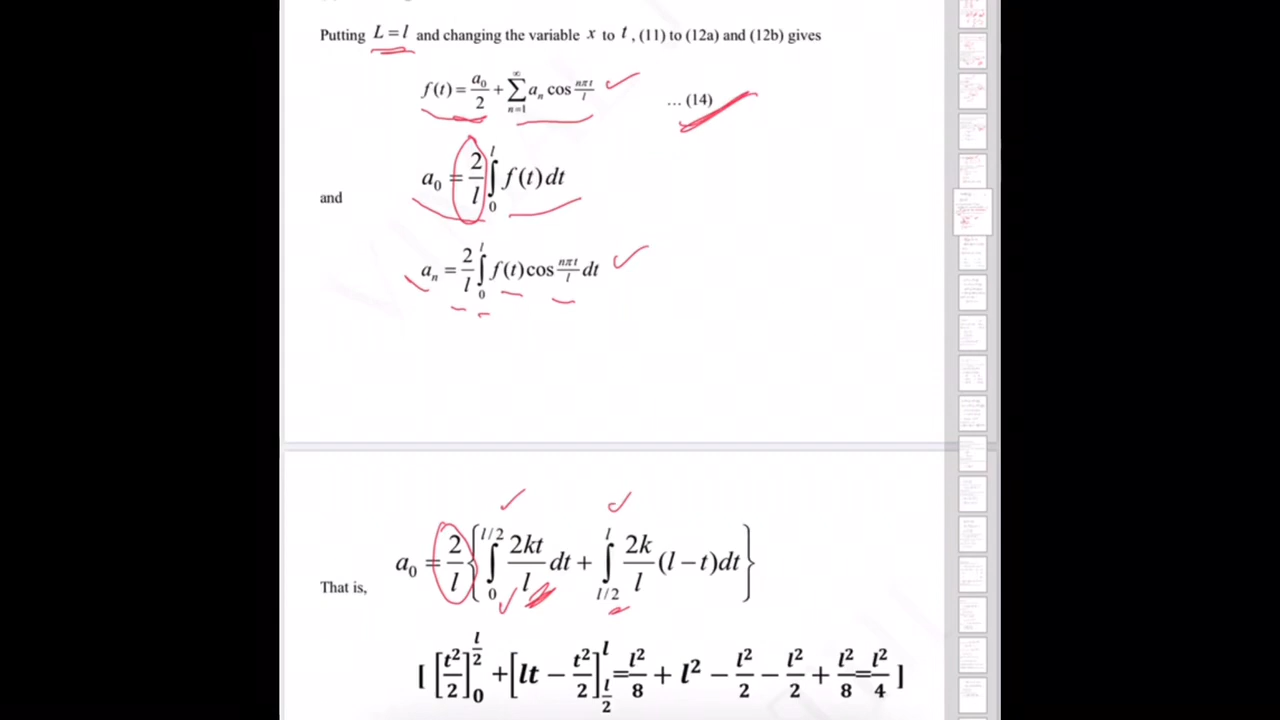 Putting L = l and changing the variable x to t, (11) to (12a) and (12b) gives
f(t) = a₀/2 + ∑_{n=1}^{∞} aₙ cos nπt/l ... (14)
and a₀ = 2/l ∫₀^l f(t) dt
aₙ = 2/l ∫₀^l f(t) cos nπt/l dt
That is, a₀ = 2/l { ∫₀^{l/2} 2kt/l dt + ∫_{l/2}^{l} 2k/l (l − t) dt }
[ [t²/2]₀^{l/2} + [lt − t²/2]_{l/2}^{l} = l²/8 + l² − l²/2 − l²/2 + l²/8 = l²/4 ]